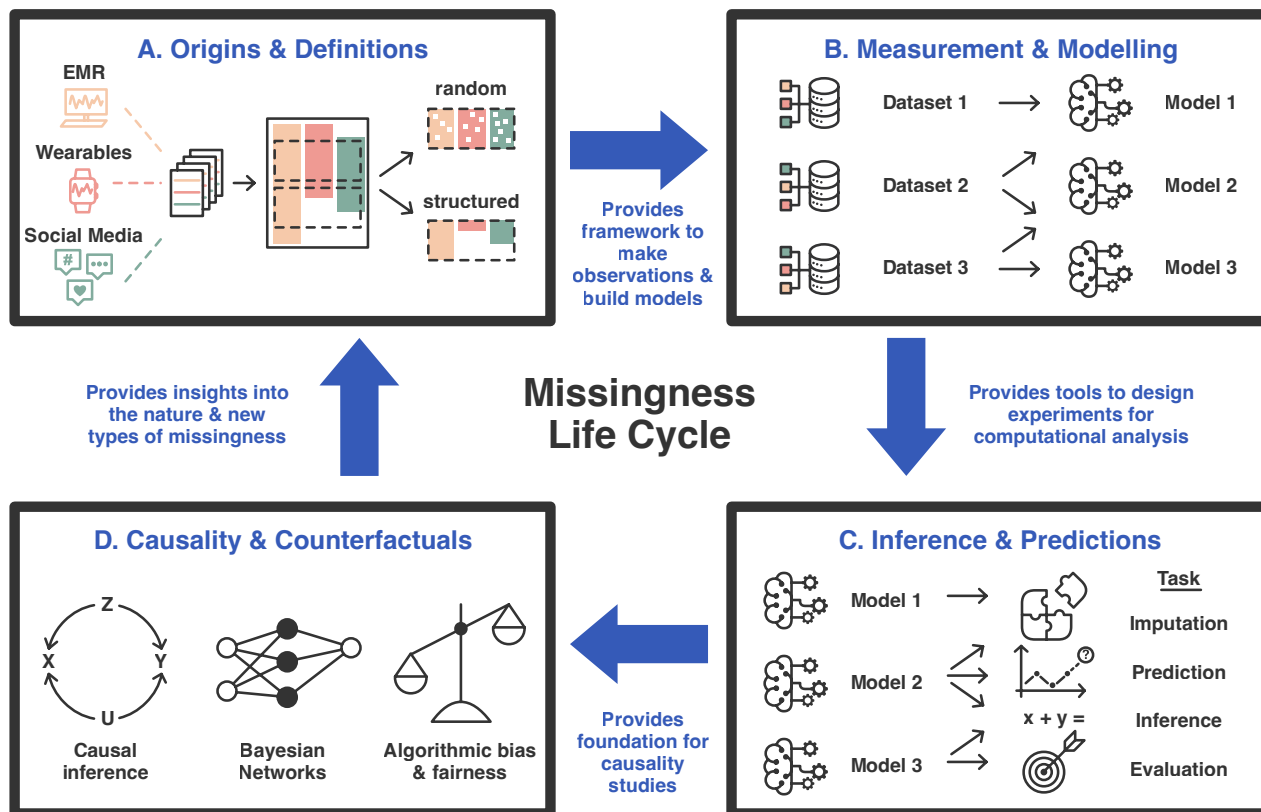 A. Origins & Definitions
EMR
Wearables
Social Media
#
random
structured
Provides
framework to
make
observations &
build models
B. Measurement & Modelling
Dataset 1
Model 1
Dataset 2
Model 2
Dataset 3
Model 3
Provides insights into
the nature & new
types of missingness
Missingness
Life Cycle
Provides tools to design
experiments for
computational analysis
D. Causality & Counterfactuals
Z
X
Y
U
Causal
inference
Bayesian
Networks
Algorithmic bias
& fairness
Provides
foundation for
causality
studies
C. Inference & Predictions
Task
Model 1
Imputation
?
Model 2
Prediction
x + y =
Inference
Model 3
Evaluation